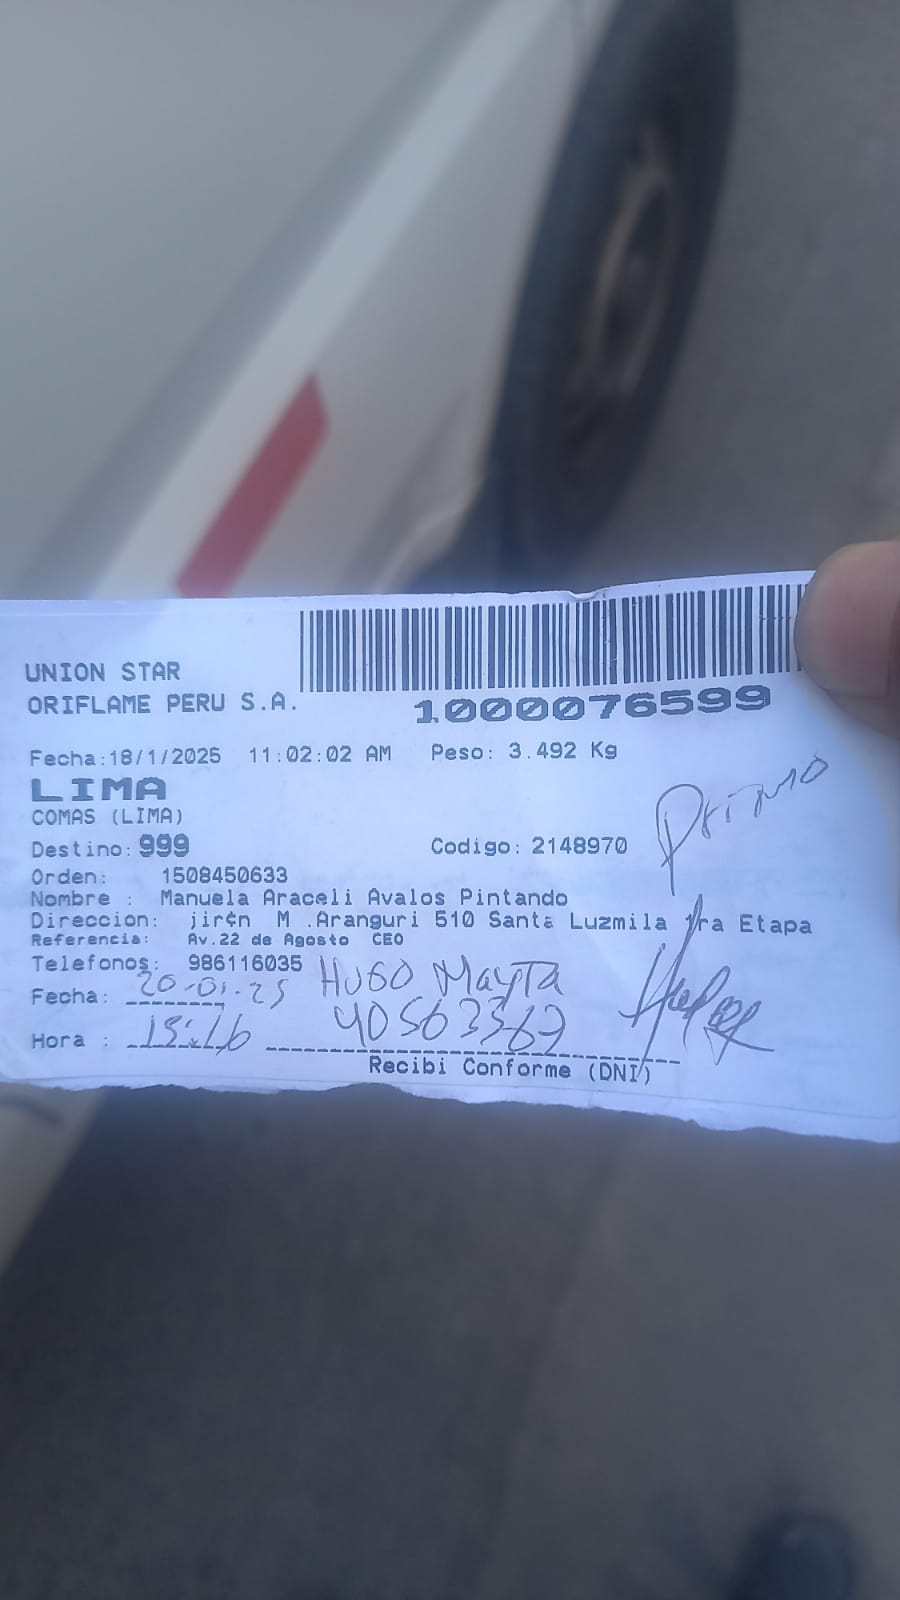 UNION STAR
ORIFLAME PERU S.A.
1000076599
Fecha:18/1/2025 11:02:02 AM Peso: 3.492 Kg
LIMA
COMAS (LIMA)
Destino: 999 Codigo: 2148970
Primo
Orden: 1508450633
Nombre : Manuela Araceli Avalos Pintando
Direccion: jir¢n M .Aranguri 510 Santa Luzmila 1ra Etapa
Referencia: Av.22 de Agosto CEO
Telefonos: 986116035
Hugo Mayta
Fecha: 20-01-25
40563367
Hora : 15:16
Recibi Conforme (DNI)